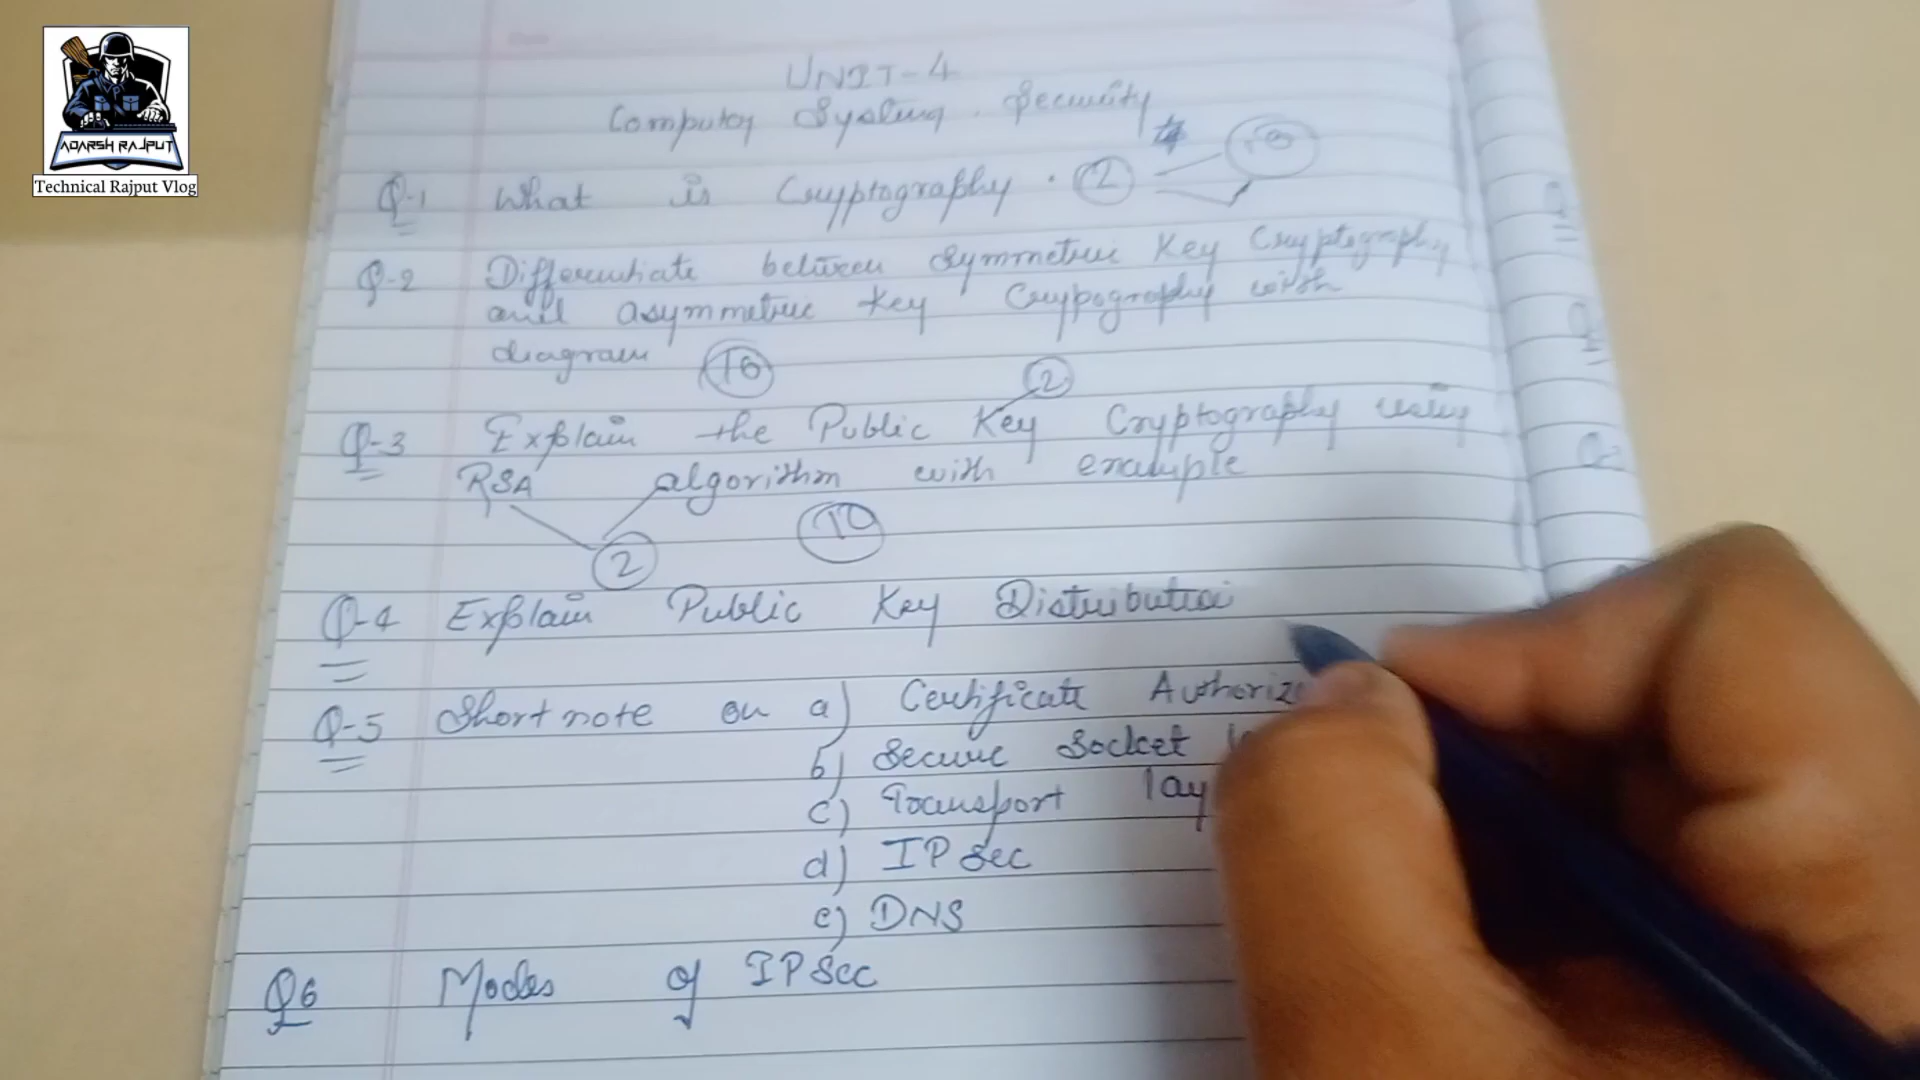 ADARSH RAJPUT
Technical Rajput Vlog
UNIT-4
Computer System Security
Q-1 What is Cryptography . 2
Q-2 Differentiate between Symmetric Key Cryptography
and asymmetric Key Crypography with
diagram 10
2
Q-3 Explain the Public Key Cryptography using
RSA algorithm with example
10
2
Q-4 Explain Public Key Distribution
Q-5 Short note on a) Certificate
b) Secure Socket
c) Transport lay
d) IP Sec
e) DNS
Q6 Modes of IP Sec